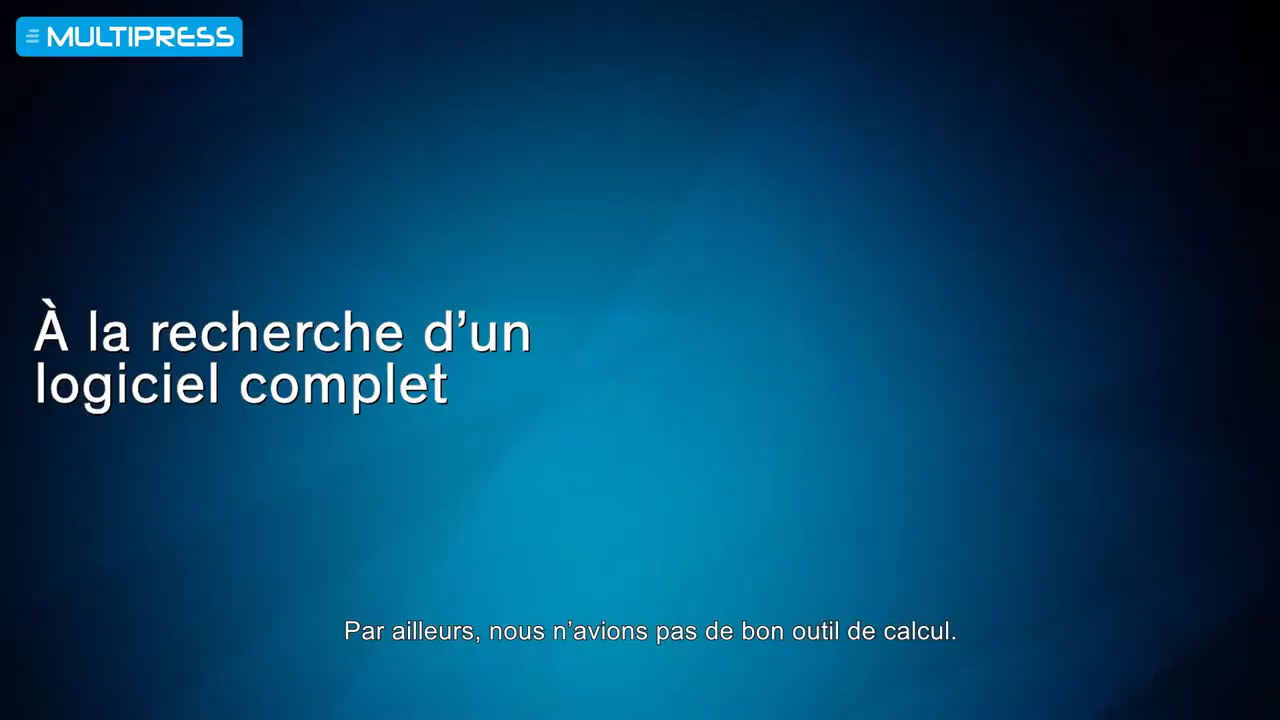 MULTIPRESS
À la recherche d’un
logiciel complet
Par ailleurs, nous n’avions pas de bon outil de calcul.